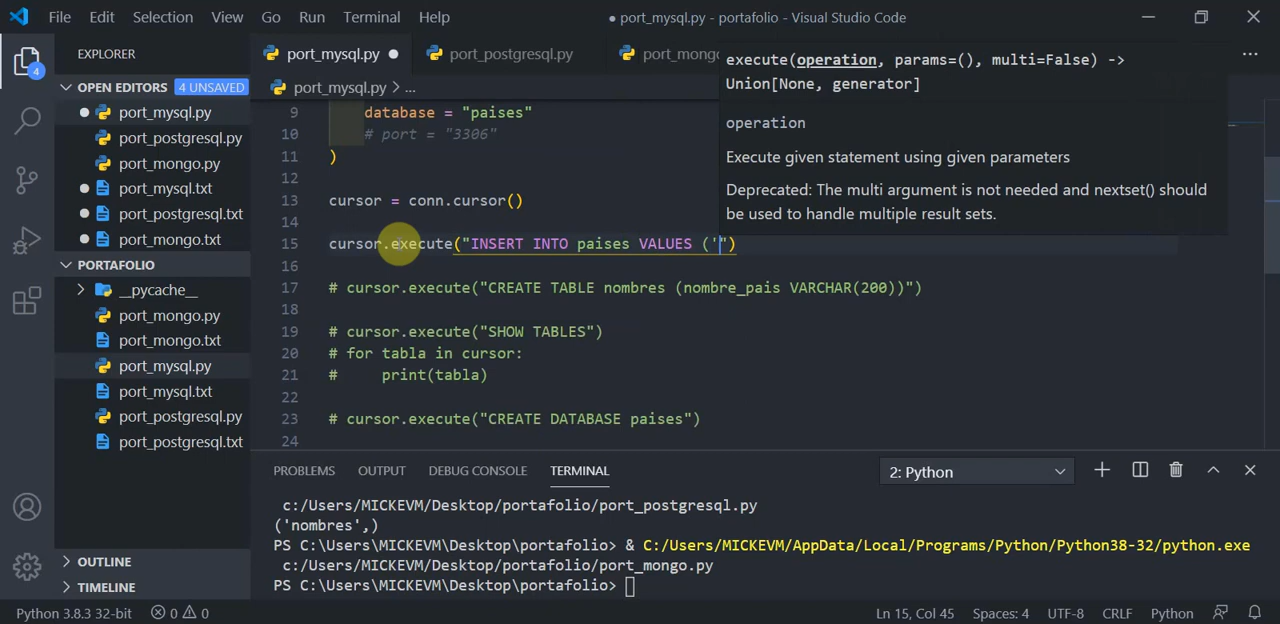 File Edit Selection View Go Run Terminal Help
● port_mysql.py - portafolio - Visual Studio Code
EXPLORER
OPEN EDITORS 4 UNSAVED
port_mysql.py
port_postgresql.py
port_mongo.py
port_mysql.txt
port_postgresql.txt
port_mongo.txt
PORTAFOLIO
__pycache__
port_mongo.py
port_mongo.txt
port_mysql.py
port_mysql.txt
port_postgresql.py
port_postgresql.txt
OUTLINE
TIMELINE
4
port_mysql.py ● port_postgresql.py port_mong
port_mysql.py > ...
execute(operation, params=(), multi=False) ->
Union[None, generator]
operation
Execute given statement using given parameters
Deprecated: The multi argument is not needed and nextset() should
be used to handle multiple result sets.
9 database = "paises"
10 # port = "3306"
11 )
12
13 cursor = conn.cursor()
14
15 cursor.execute("INSERT INTO paises VALUES ('")
16
17 # cursor.execute("CREATE TABLE nombres (nombre_pais VARCHAR(200))")
18
19 # cursor.execute("SHOW TABLES")
20 # for tabla in cursor:
21 # print(tabla)
22
23 # cursor.execute("CREATE DATABASE paises")
24
PROBLEMS OUTPUT DEBUG CONSOLE TERMINAL 2: Python
c:/Users/MICKEVM/Desktop/portafolio/port_postgresql.py
('nombres',)
PS C:\Users\MICKEVM\Desktop\portafolio> & C:/Users/MICKEVM/AppData/Local/Programs/Python/Python38-32/python.exe
c:/Users/MICKEVM/Desktop/portafolio/port_mongo.py
PS C:\Users\MICKEVM\Desktop\portafolio>
Python 3.8.3 32-bit 0 0 Ln 15, Col 45 Spaces: 4 UTF-8 CRLF Python